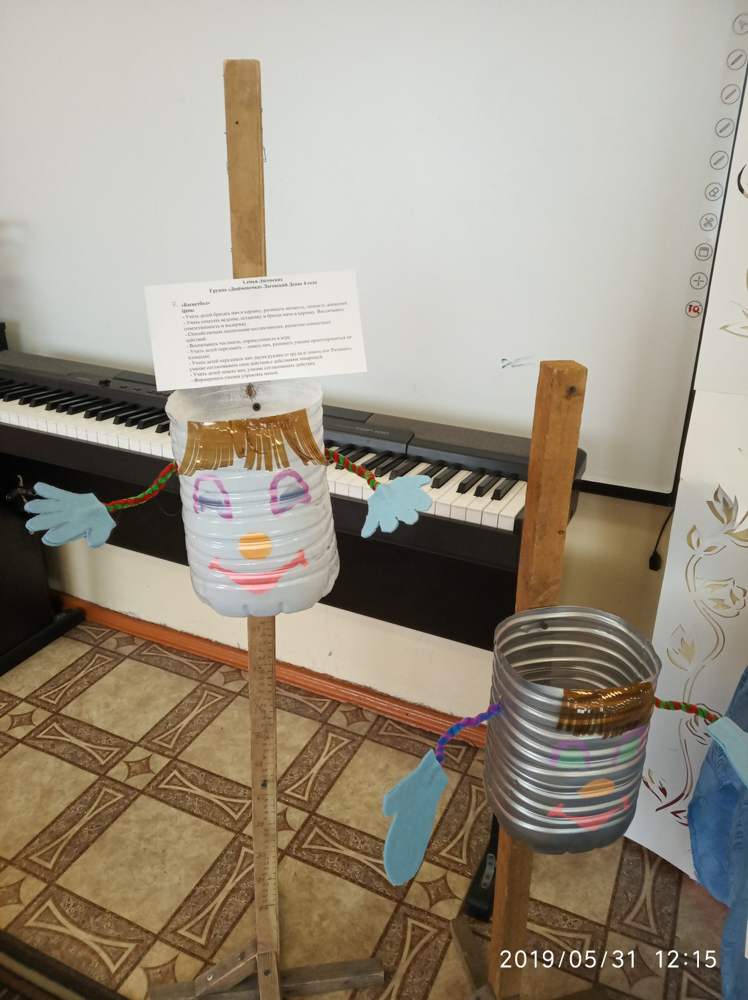 Семья Лаговских
Группа «Дюймовочка» Лаговский Денис 4 года
7. «Баскетбол»
Цель:
- Учить детей бросать мяч в корзину, развивать меткость, точность движений.
- Учить сочетать ведение, остановку и броски мяча в корзину. Воспитывать
ответственность и выдержку.
- Способствовать воспитанию коллективизма, развитию совместных
действий.
- Воспитывать честность, справедливость в игре.
- Учить детей передавать – ловить мяч, развивать умение ориентироваться по
площадке.
- Учить детей передавать мяч двумя руками от груди и ловить его. Развивать
умение согласовывать свои действия с действиями товарищей.
- Учить детей ловить мяч, умение согласовывать действия.
- Формировать умения управлять мячом.
CASIO
CDP-100
IQ
2019/05/31 12:15